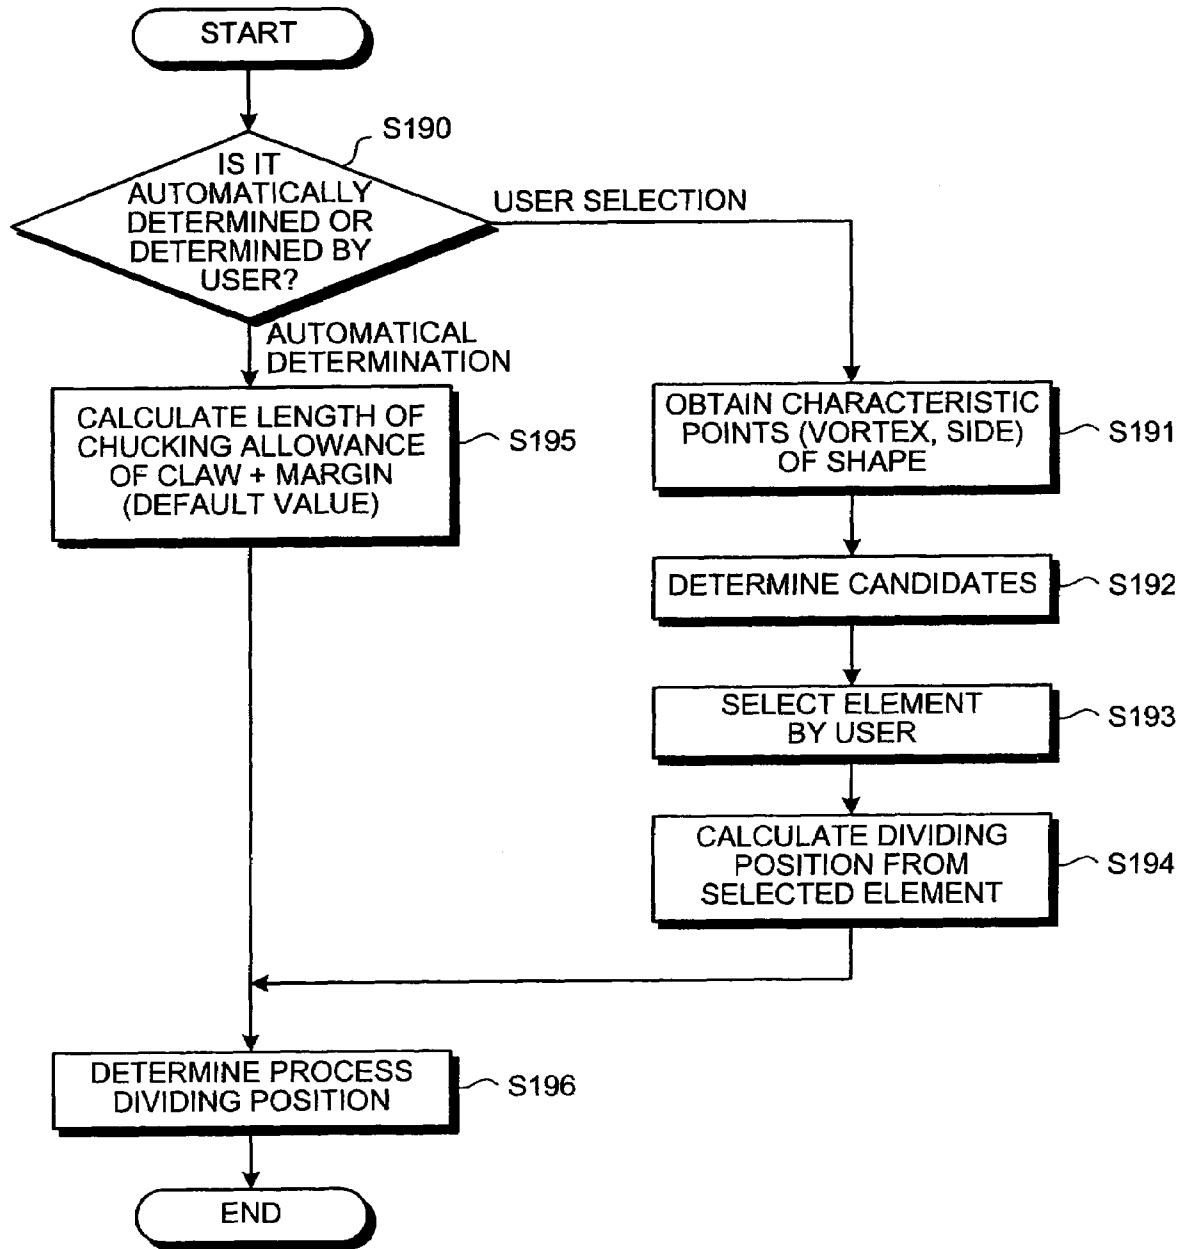 START
S190
IS IT
AUTOMATICALLY
DETERMINED OR
DETERMINED BY
USER?
USER SELECTION
AUTOMATICAL
DETERMINATION
CALCULATE LENGTH OF
CHUCKING ALLOWANCE
OF CLAW + MARGIN
(DEFAULT VALUE)
S195
OBTAIN CHARACTERISTIC
POINTS (VORTEX, SIDE)
OF SHAPE
S191
DETERMINE CANDIDATES
S192
SELECT ELEMENT
BY USER
S193
CALCULATE DIVIDING
POSITION FROM
SELECTED ELEMENT
S194
DETERMINE PROCESS
DIVIDING POSITION
S196
END